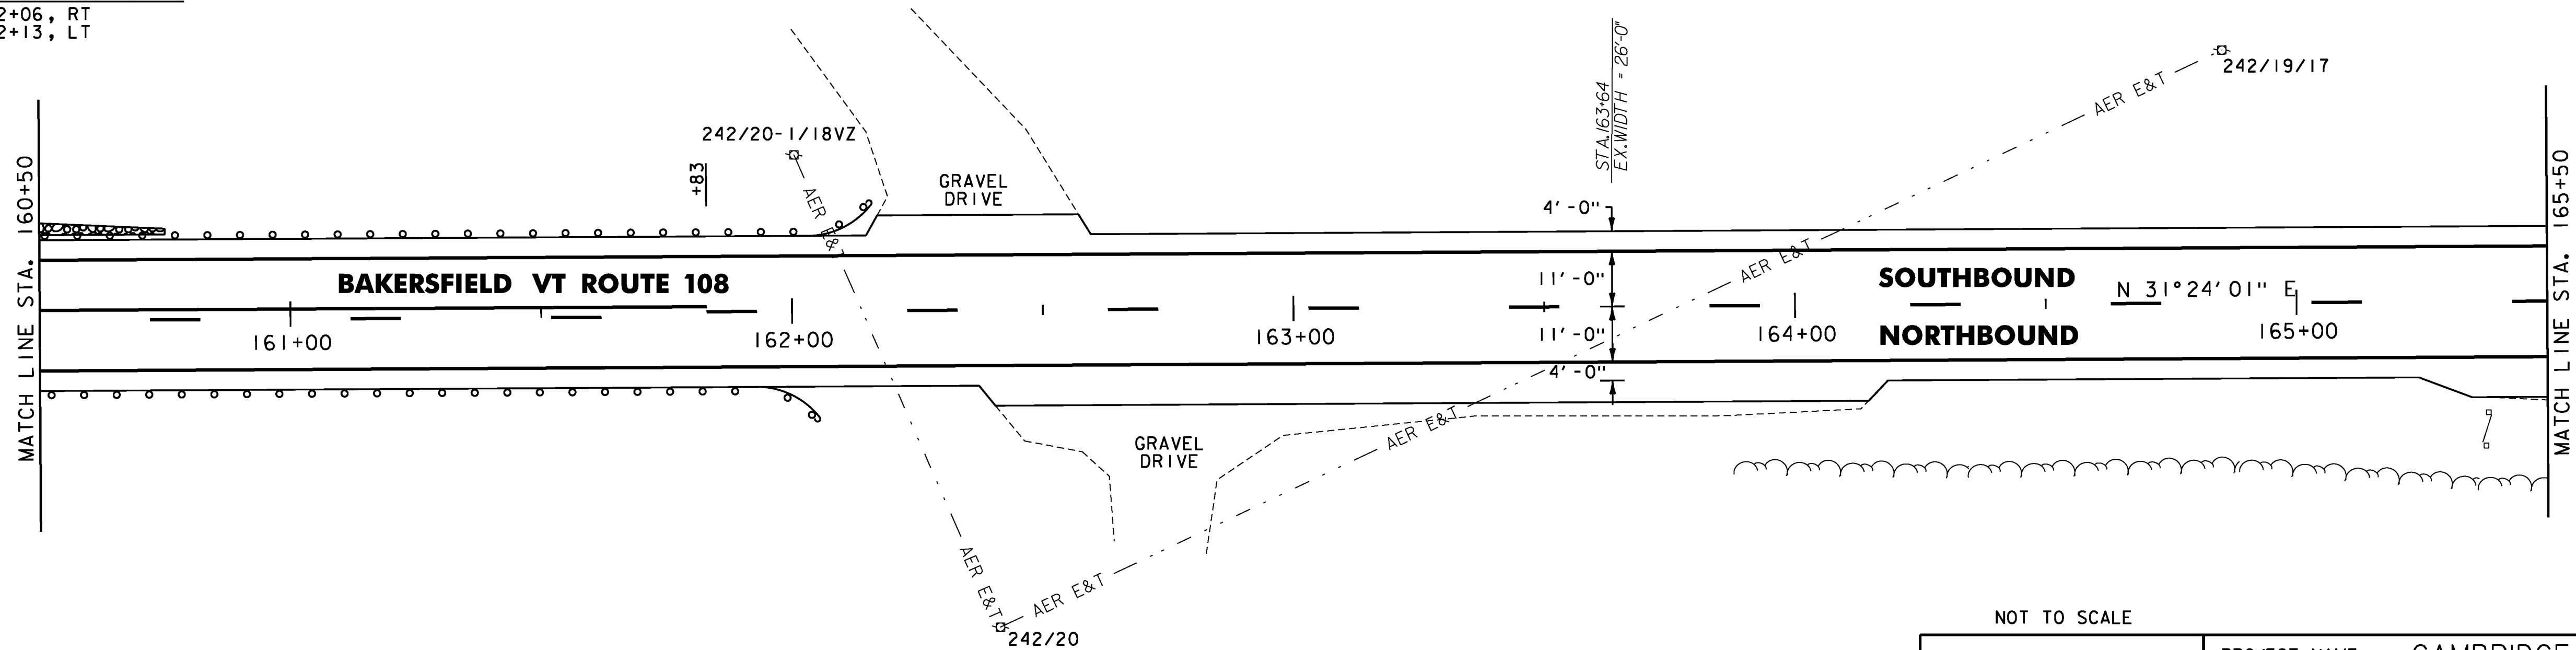 2+06, RT
2+13, LT
242/19/17
AER E&T
STA.163+64
EX.WIDTH = 26'-0"
242/20-1/18VZ
+83
AER E&T
GRAVEL
DRIVE
MATCH LINE STA. 160+50
MATCH LINE STA. 165+50
4'-0"
AER E&T
BAKERSFIELD VT ROUTE 108
11'-0"
SOUTHBOUND
N 31°24'01" E
161+00
162+00
163+00
11'-0"
164+00
NORTHBOUND
165+00
4'-0"
AER E&T
GRAVEL
DRIVE
AER E&T
AER E&T
242/20
NOT TO SCALE